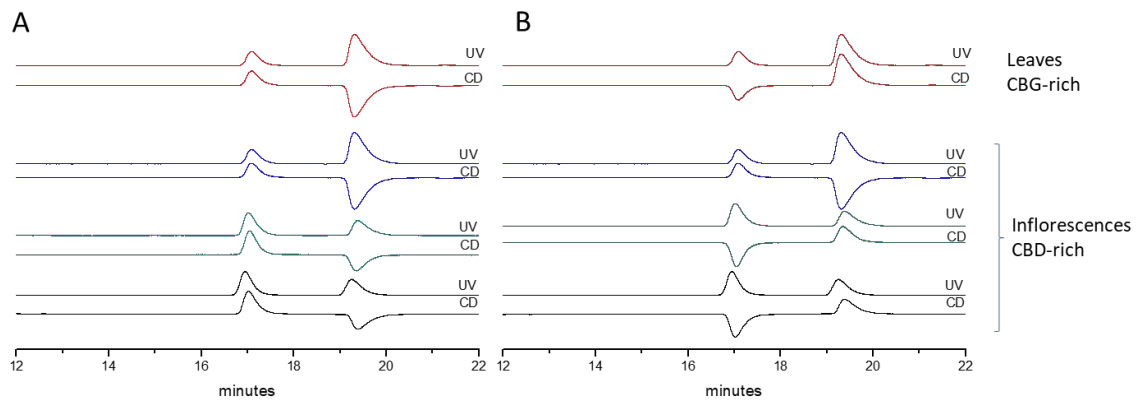 A
UV
CD
UV
CD
UV
CD
UV
CD
12 14 16 18 20 22
minutes
B
UV
CD
UV
CD
UV
CD
UV
CD
12 14 16 18 20 22
minutes
Leaves
CBG-rich
Inflorescences
CBD-rich